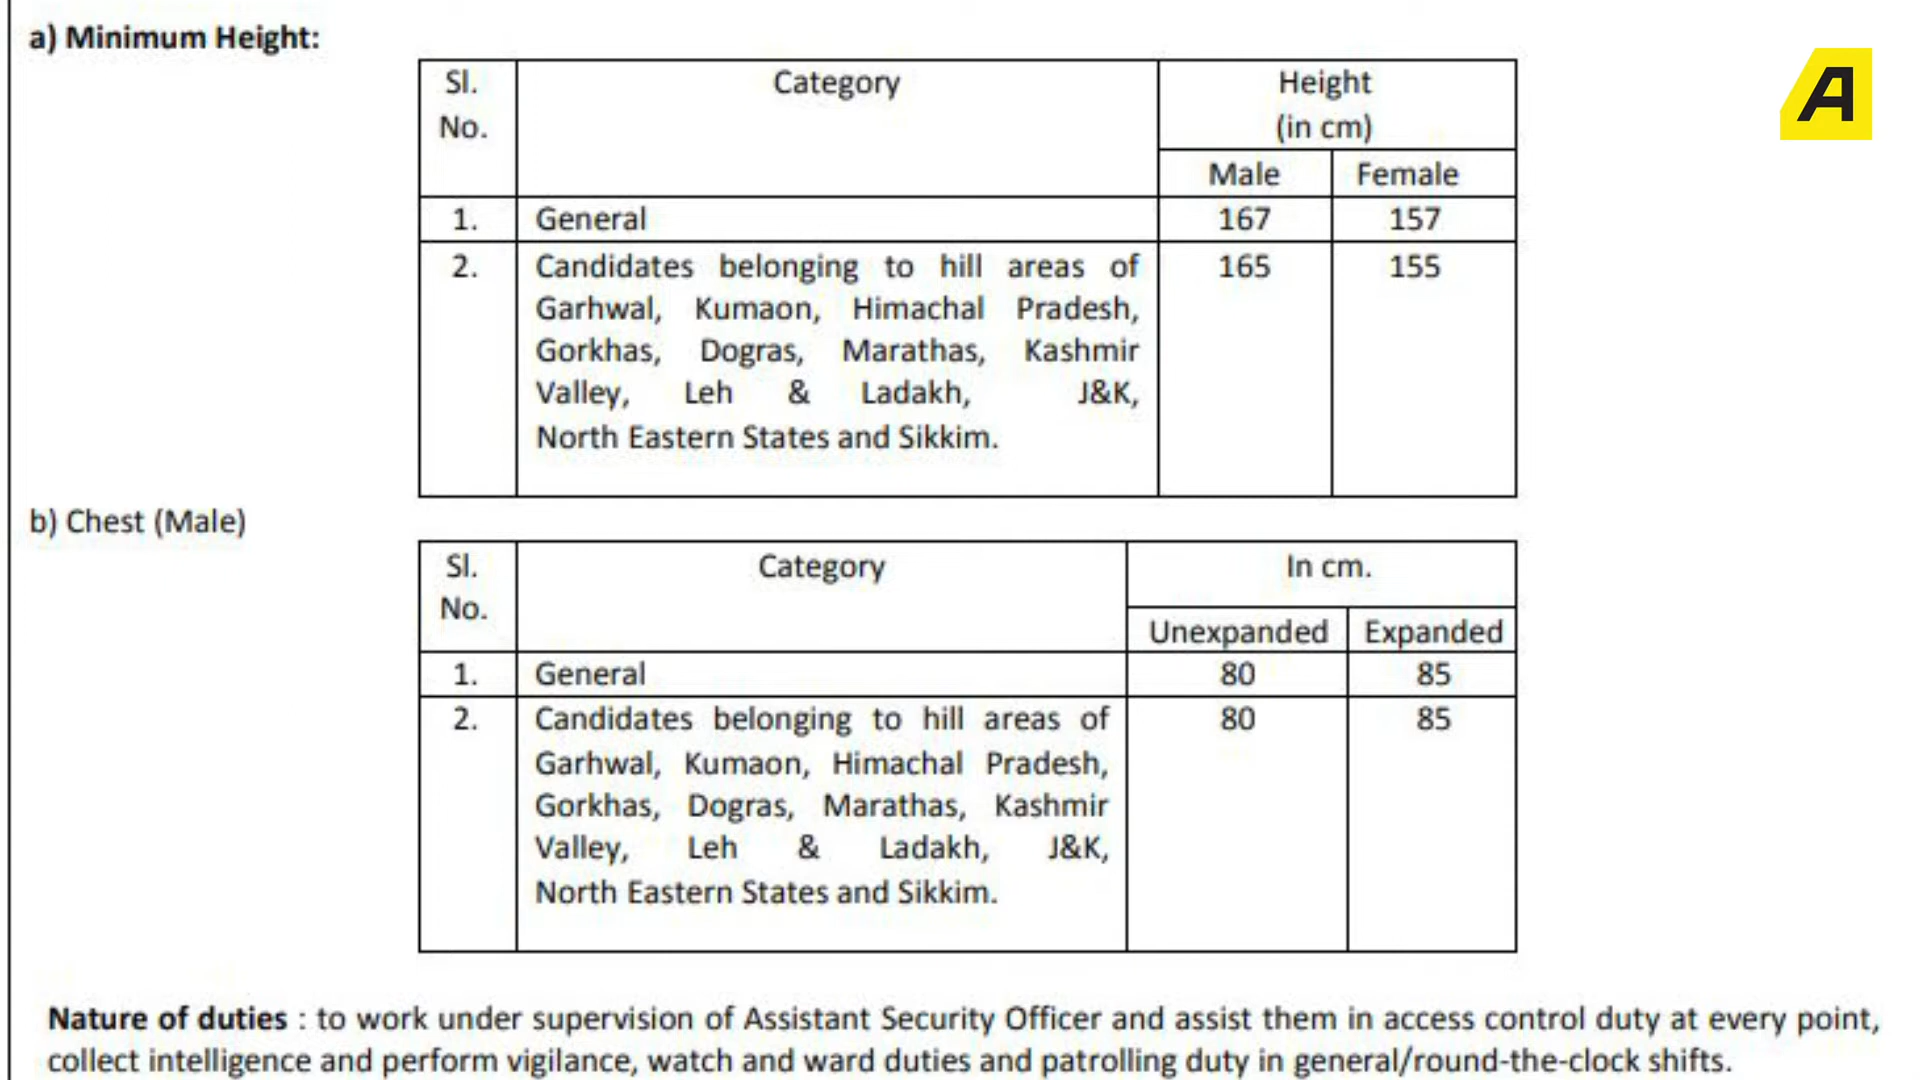 a) Minimum Height:
A
Sl.
No.
Category
Height
(in cm)
Male
Female
1.
General
167
157
2.
Candidates belonging to hill areas of
Garhwal, Kumaon, Himachal Pradesh,
Gorkhas, Dogras, Marathas, Kashmir
Valley, Leh & Ladakh, J&K,
North Eastern States and Sikkim.
165
155
b) Chest (Male)
Sl.
No.
Category
In cm.
Unexpanded
Expanded
1.
General
80
85
2.
Candidates belonging to hill areas of
Garhwal, Kumaon, Himachal Pradesh,
Gorkhas, Dogras, Marathas, Kashmir
Valley, Leh & Ladakh, J&K,
North Eastern States and Sikkim.
80
85
Nature of duties : to work under supervision of Assistant Security Officer and assist them in access control duty at every point,
collect intelligence and perform vigilance, watch and ward duties and patrolling duty in general/round-the-clock shifts.